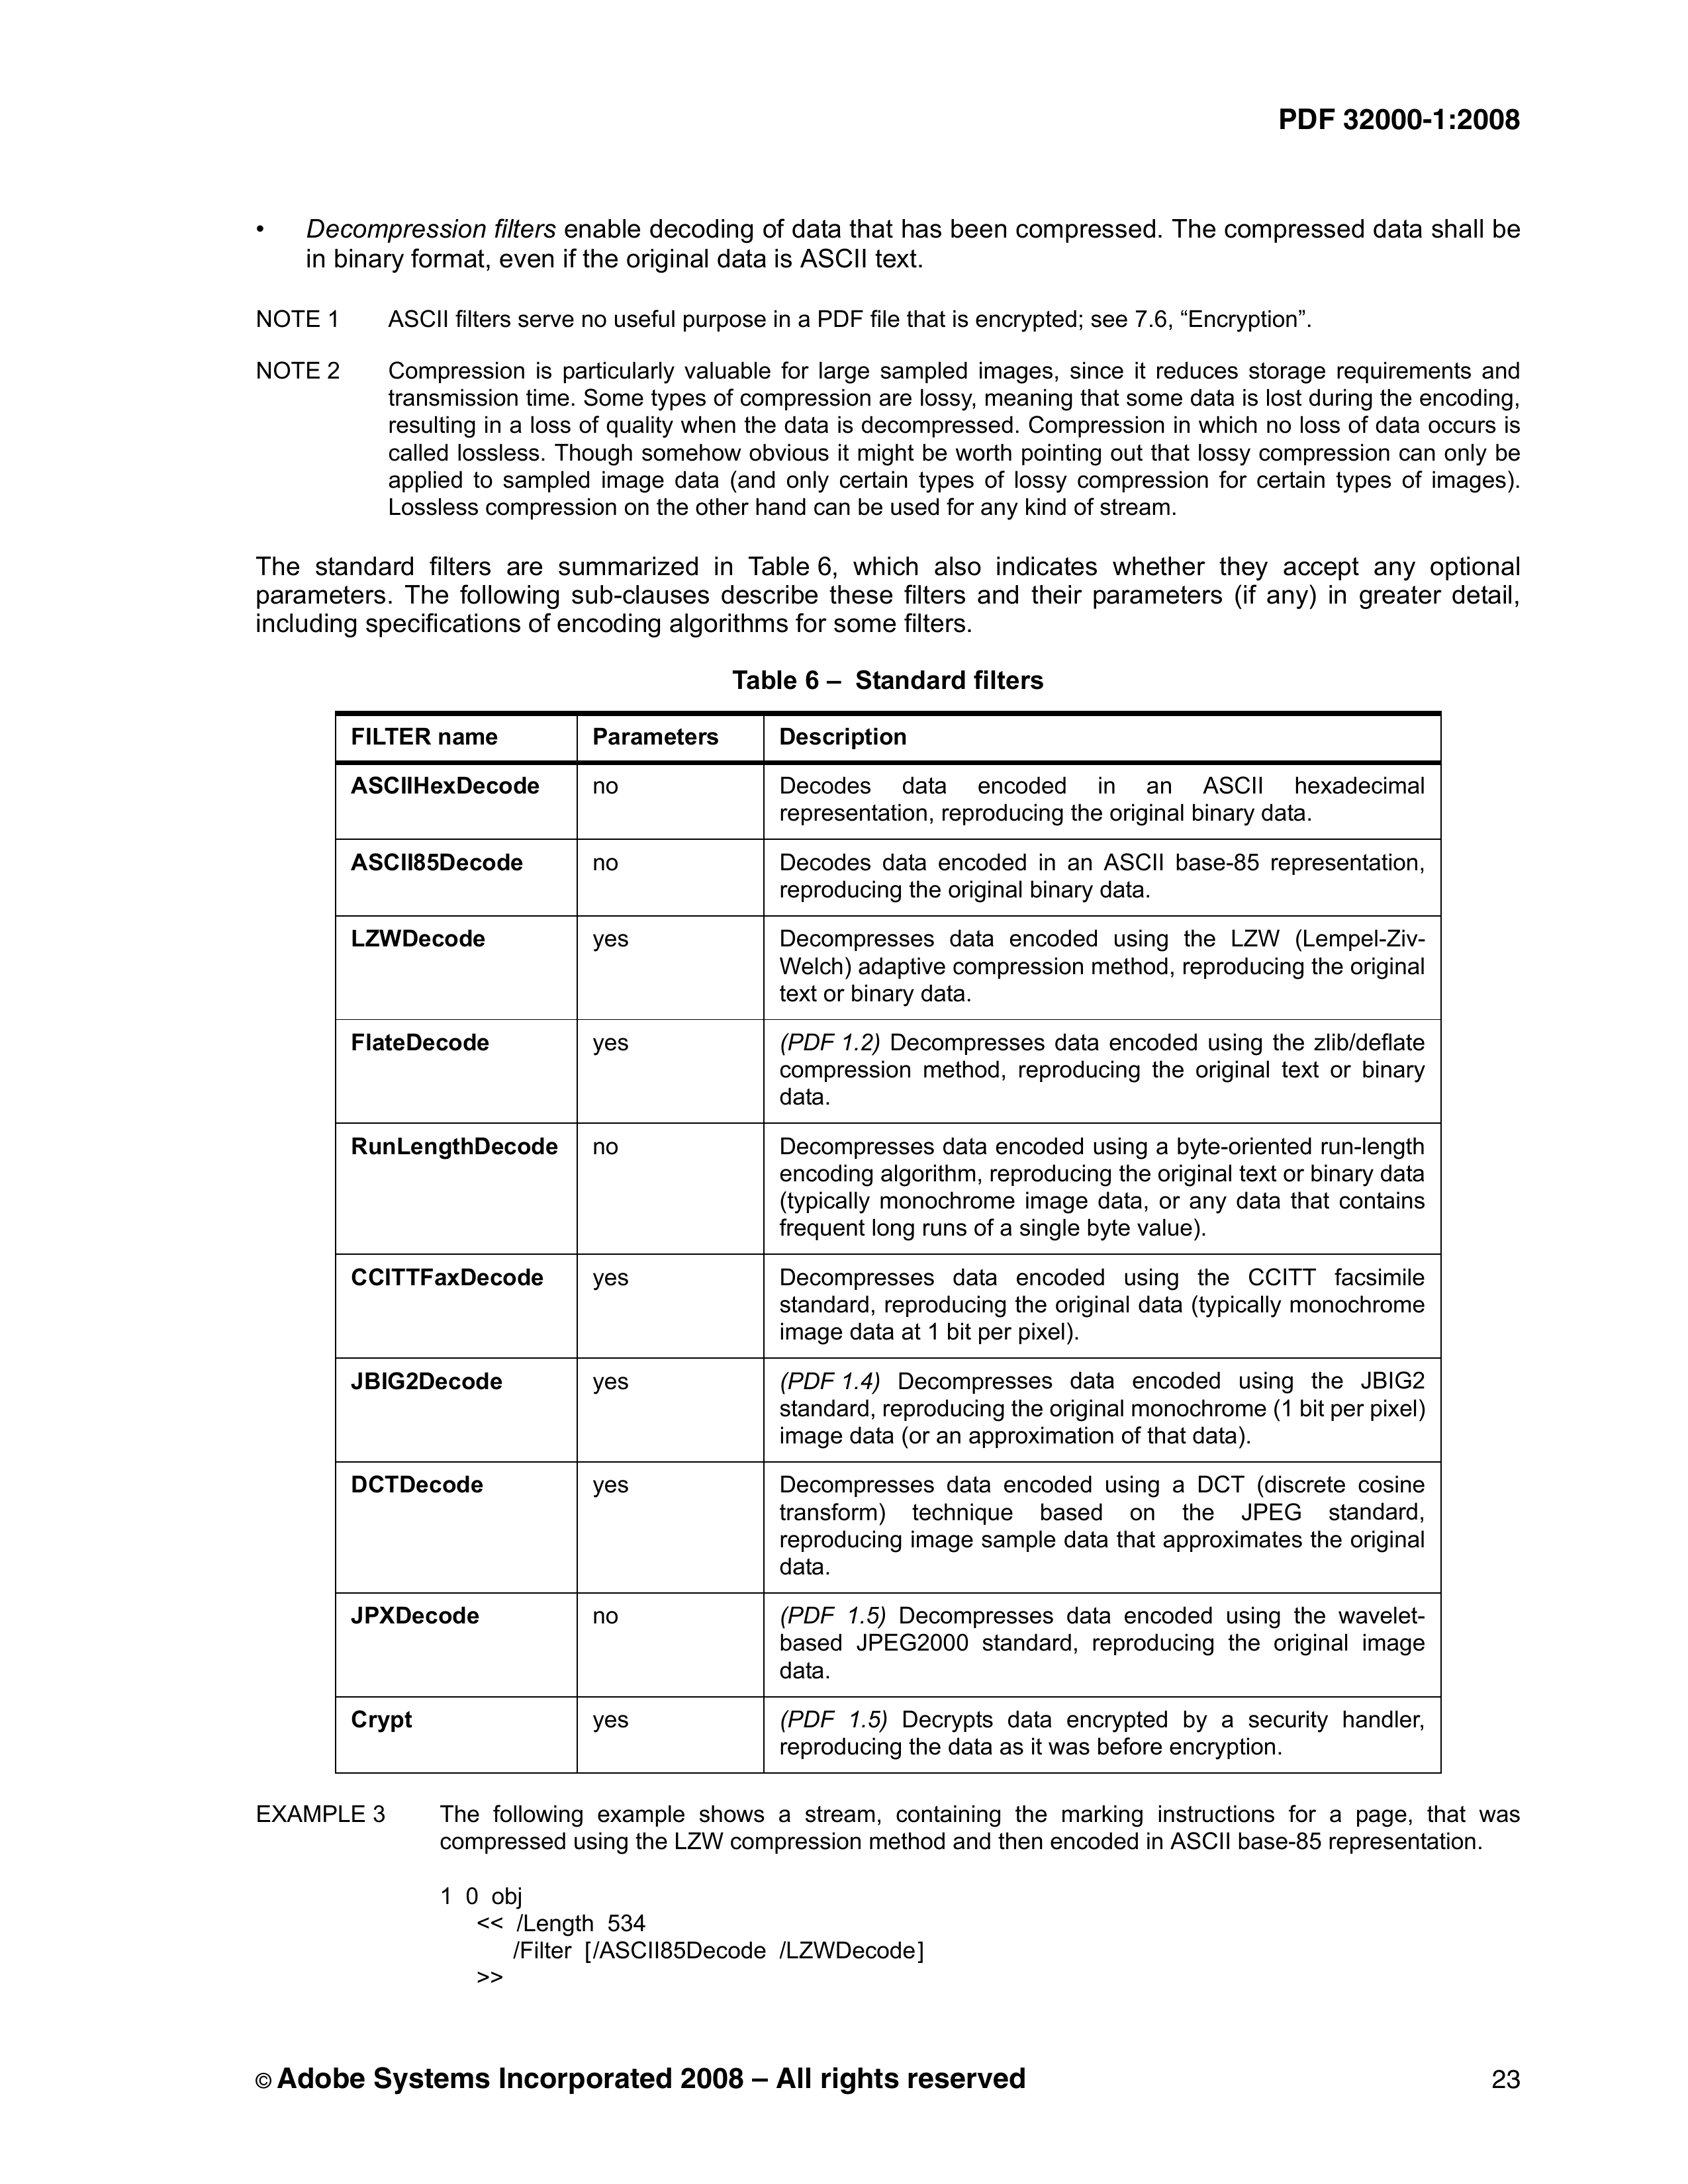 PDF 32000-1:2008
• Decompression filters enable decoding of data that has been compressed. The compressed data shall be
in binary format, even if the original data is ASCII text.
NOTE 1 ASCII filters serve no useful purpose in a PDF file that is encrypted; see 7.6, “Encryption”.
NOTE 2 Compression is particularly valuable for large sampled images, since it reduces storage requirements and
transmission time. Some types of compression are lossy, meaning that some data is lost during the encoding,
resulting in a loss of quality when the data is decompressed. Compression in which no loss of data occurs is
called lossless. Though somehow obvious it might be worth pointing out that lossy compression can only be
applied to sampled image data (and only certain types of lossy compression for certain types of images).
Lossless compression on the other hand can be used for any kind of stream.
The standard filters are summarized in Table 6, which also indicates whether they accept any optional
parameters. The following sub-clauses describe these filters and their parameters (if any) in greater detail,
including specifications of encoding algorithms for some filters.
Table 6 – Standard filters
FILTER name Parameters Description
ASCIIHexDecode no Decodes data encoded in an ASCII hexadecimal
representation, reproducing the original binary data.
ASCII85Decode no Decodes data encoded in an ASCII base-85 representation,
reproducing the original binary data.
LZWDecode yes Decompresses data encoded using the LZW (Lempel-Ziv-
Welch) adaptive compression method, reproducing the original
text or binary data.
FlateDecode yes (PDF 1.2) Decompresses data encoded using the zlib/deflate
compression method, reproducing the original text or binary
data.
RunLengthDecode no Decompresses data encoded using a byte-oriented run-length
encoding algorithm, reproducing the original text or binary data
(typically monochrome image data, or any data that contains
frequent long runs of a single byte value).
CCITTFaxDecode yes Decompresses data encoded using the CCITT facsimile
standard, reproducing the original data (typically monochrome
image data at 1 bit per pixel).
JBIG2Decode yes (PDF 1.4) Decompresses data encoded using the JBIG2
standard, reproducing the original monochrome (1 bit per pixel)
image data (or an approximation of that data).
DCTDecode yes Decompresses data encoded using a DCT (discrete cosine
transform) technique based on the JPEG standard,
reproducing image sample data that approximates the original
data.
JPXDecode no (PDF 1.5) Decompresses data encoded using the wavelet-
based JPEG2000 standard, reproducing the original image
data.
Crypt yes (PDF 1.5) Decrypts data encrypted by a security handler,
reproducing the data as it was before encryption.
EXAMPLE 3 The following example shows a stream, containing the marking instructions for a page, that was
compressed using the LZW compression method and then encoded in ASCII base-85 representation.
1 0 obj
<< /Length 534
/Filter [/ASCII85Decode /LZWDecode]
>>
© Adobe Systems Incorporated 2008 – All rights reserved 23